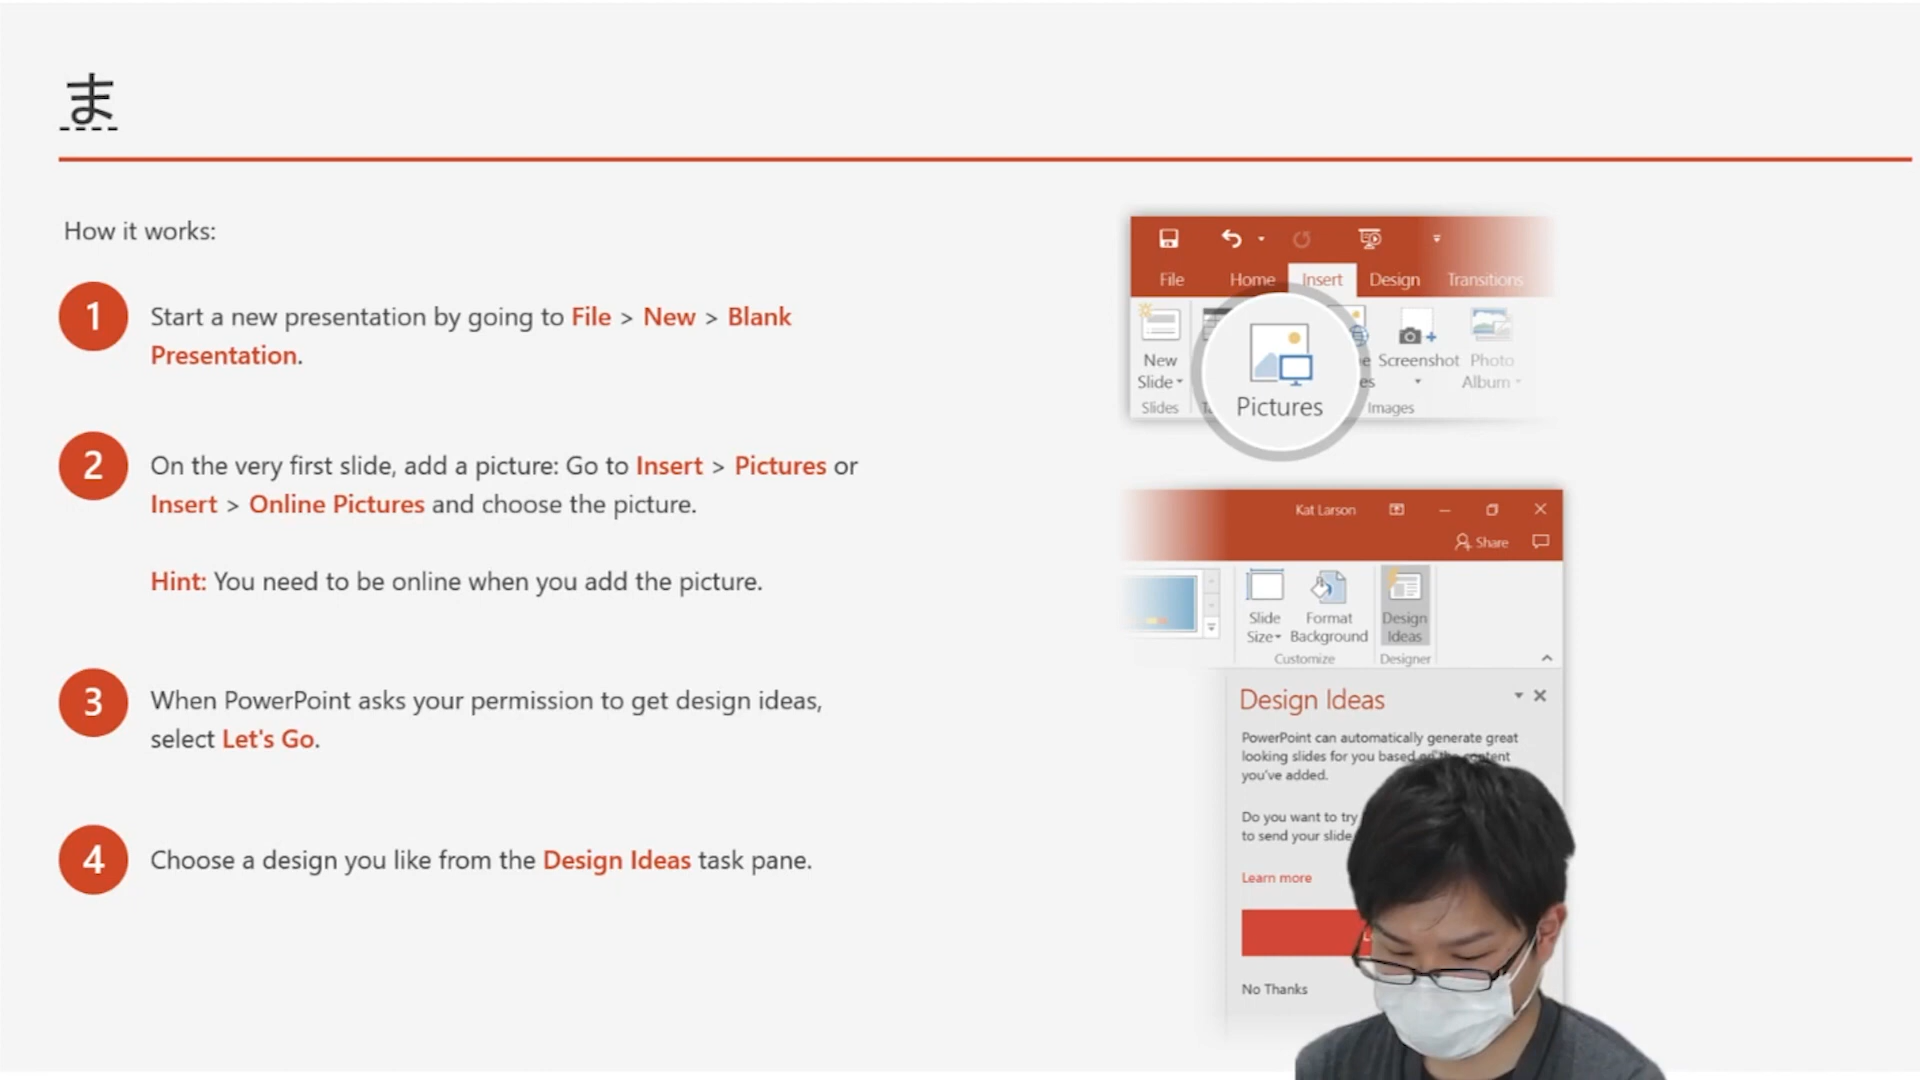 ま
How it works:
1
Start a new presentation by going to File > New > Blank
Presentation.
2
On the very first slide, add a picture: Go to Insert > Pictures or
Insert > Online Pictures and choose the picture.
Hint: You need to be online when you add the picture.
3
When PowerPoint asks your permission to get design ideas,
select Let's Go.
4
Choose a design you like from the Design Ideas task pane.
File Home Insert Design Transitions
New
Slide
Slides
Pictures
Screenshot
Photo
Album
Images
Kat Larson
Share
Slide
Size
Format
Background
Design
Ideas
Customize
Designer
Design Ideas
PowerPoint can automatically generate great
looking slides for you based on the content
you've added.
Do you want to try
to send your slide
Learn more
No Thanks